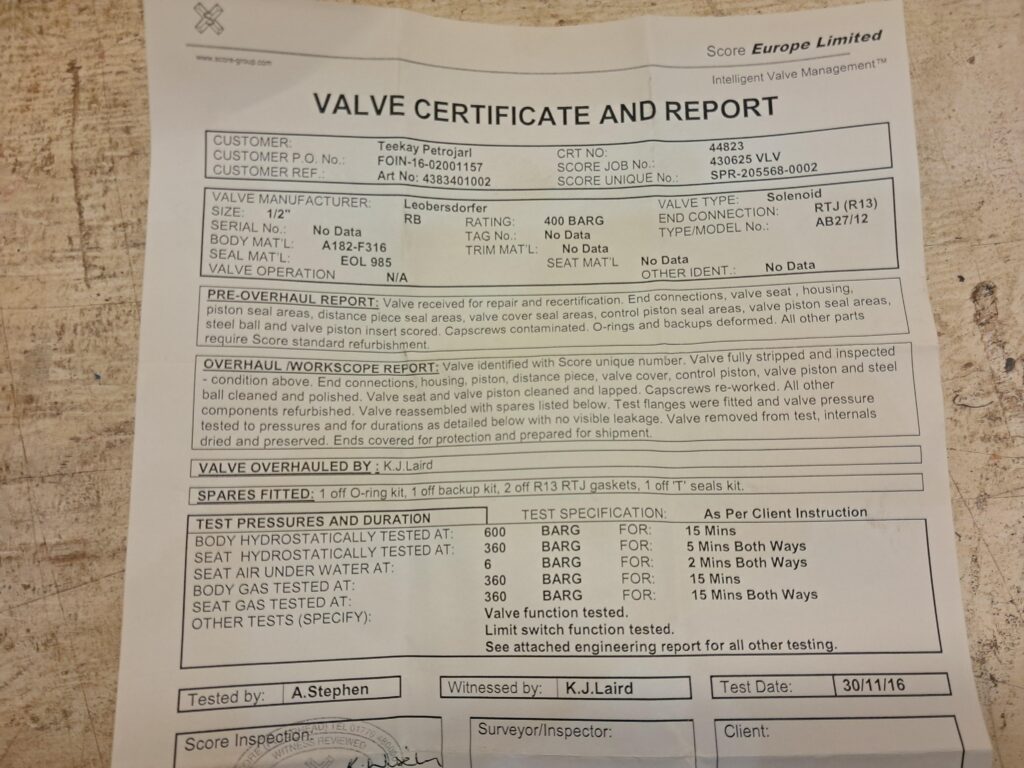 www.score-group.com
Score Europe Limited
Intelligent Valve Management™
VALVE CERTIFICATE AND REPORT
CUSTOMER: Teekay Petrojarl CRT NO: 44823
CUSTOMER P.O. No.: FOIN-16-02001157 SCORE JOB No.: 430625 VLV
CUSTOMER REF.: Art No: 4383401002 SCORE UNIQUE No.: SPR-205568-0002
VALVE MANUFACTURER: Leobersdorfer VALVE TYPE: Solenoid
SIZE: 1/2" RB RATING: 400 BARG END CONNECTION: RTJ (R13)
SERIAL No.: No Data TAG No.: No Data TYPE/MODEL No.: AB27/12
BODY MAT'L: A182-F316 TRIM MAT'L: No Data
SEAL MAT'L: EOL 985 SEAT MAT'L No Data
VALVE OPERATION N/A OTHER IDENT.: No Data
PRE-OVERHAUL REPORT: Valve received for repair and recertification. End connections, valve seat , housing,
piston seal areas, distance piece seal areas, valve cover seal areas, control piston seal areas, valve piston seal areas,
steel ball and valve piston insert scored. Capscrews contaminated. O-rings and backups deformed. All other parts
require Score standard refurbishment.
OVERHAUL /WORKSCOPE REPORT: Valve identified with Score unique number. Valve fully stripped and inspected
- condition above. End connections, housing, piston, distance piece, valve cover, control piston, valve piston and steel
ball cleaned and polished. Valve seat and valve piston cleaned and lapped. Capscrews re-worked. All other
components refurbished. Valve reassembled with spares listed below. Test flanges were fitted and valve pressure
tested to pressures and for durations as detailed below with no visible leakage. Valve removed from test, internals
dried and preserved. Ends covered for protection and prepared for shipment.
VALVE OVERHAULED BY : K.J.Laird
SPARES FITTED: 1 off O-ring kit, 1 off backup kit, 2 off R13 RTJ gaskets, 1 off 'T' seals kit.
TEST PRESSURES AND DURATION TEST SPECIFICATION: As Per Client Instruction
BODY HYDROSTATICALLY TESTED AT: 600 BARG FOR: 15 Mins
SEAT HYDROSTATICALLY TESTED AT: 360 BARG FOR: 5 Mins Both Ways
SEAT AIR UNDER WATER AT: 6 BARG FOR: 2 Mins Both Ways
BODY GAS TESTED AT: 360 BARG FOR: 15 Mins
SEAT GAS TESTED AT: 360 BARG FOR: 15 Mins Both Ways
OTHER TESTS (SPECIFY): Valve function tested.
Limit switch function tested.
See attached engineering report for all other testing.
Tested by: A.Stephen Witnessed by: K.J.Laird Test Date: 30/11/16
Score Inspection: Surveyor/Inspector: Client:
WITNESS REVIEWED